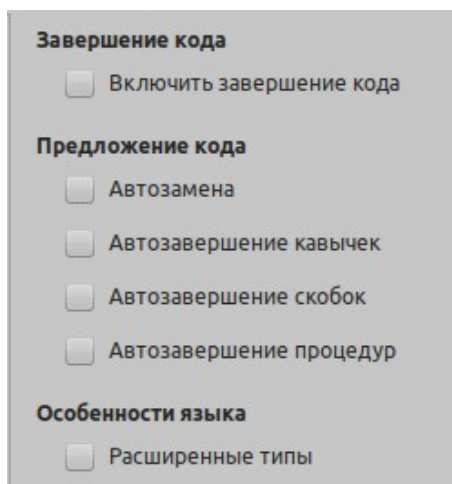 Завершение кода
Включить завершение кода
Предложение кода
Автозамена
Автозавершение кавычек
Автозавершение скобок
Автозавершение процедур
Особенности языка
Расширенные типы